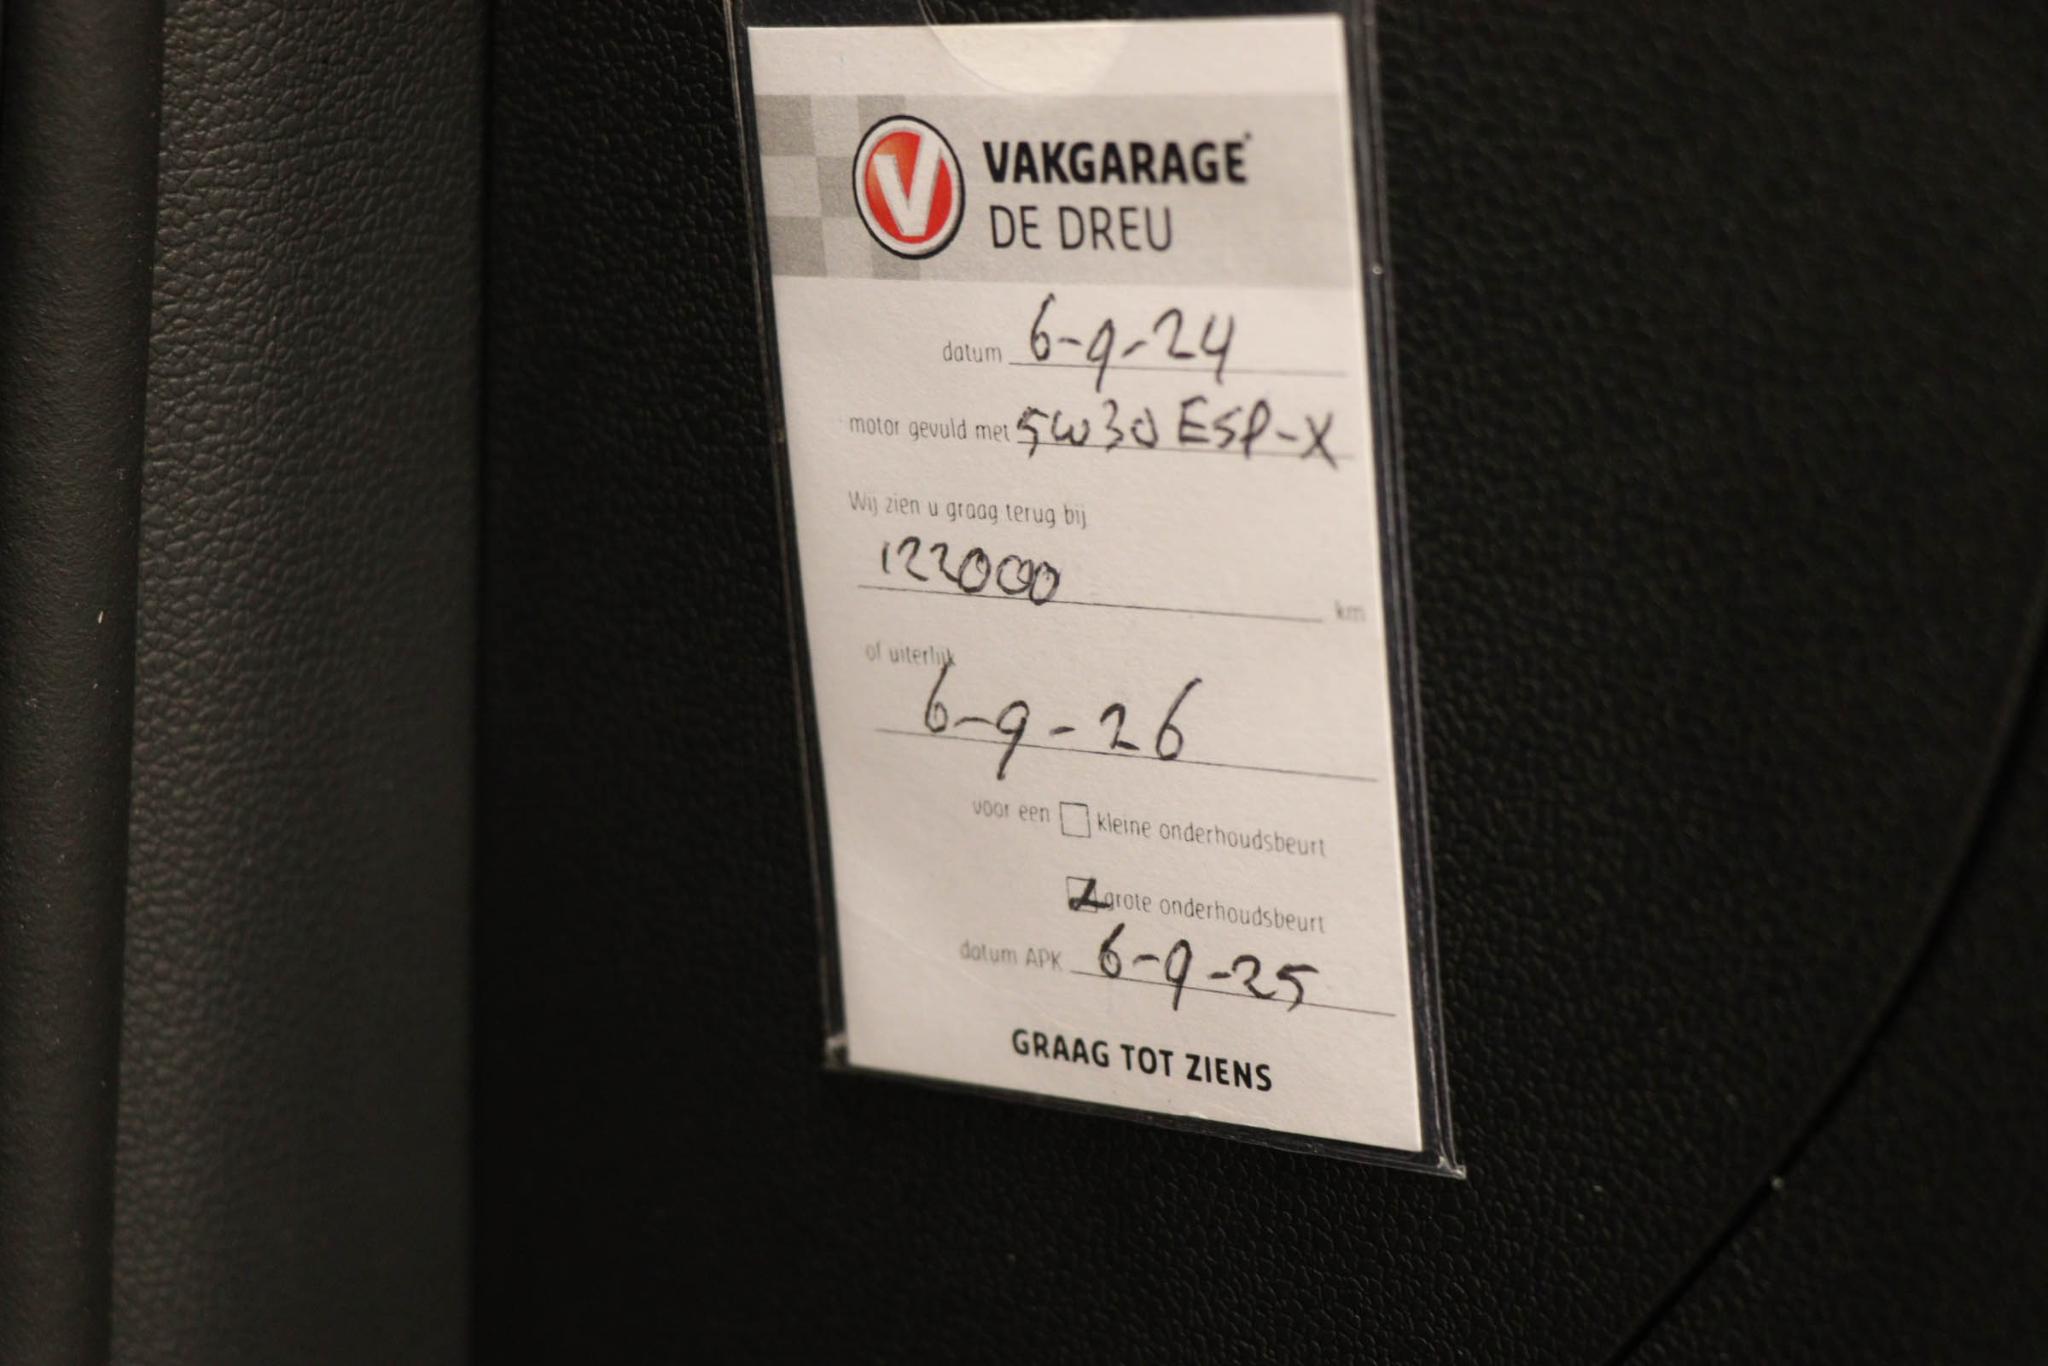 V
VAKGARAGE
DE DREU
datum 6-9-24
motor gevuld met 5W30 ESP-X
Wij zien u graag terug bij
122000 km
of uiterlijk
6-9-26
voor een kleine onderhoudsbeurt
grote onderhoudsbeurt
datum APK 6-9-25
GRAAG TOT ZIENS